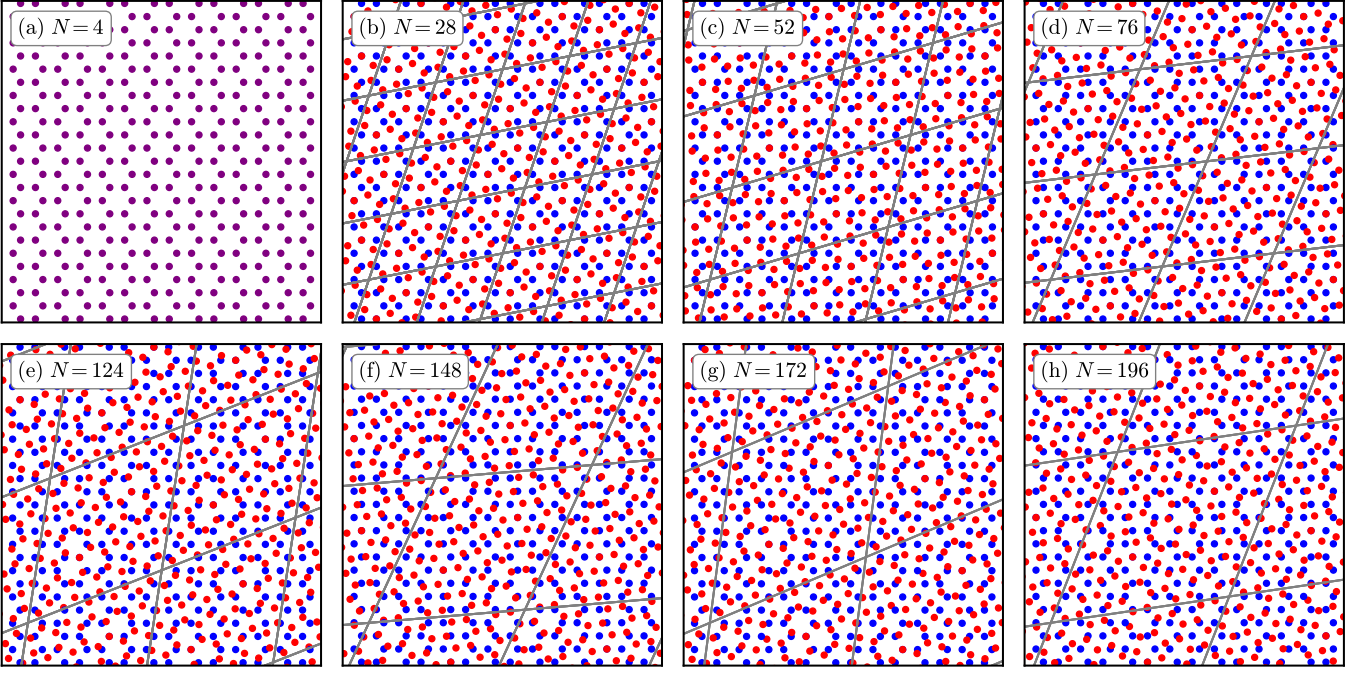 (a) N = 4
(b) N = 28
(c) N = 52
(d) N = 76
(e) N = 124
(f) N = 148
(g) N = 172
(h) N = 196